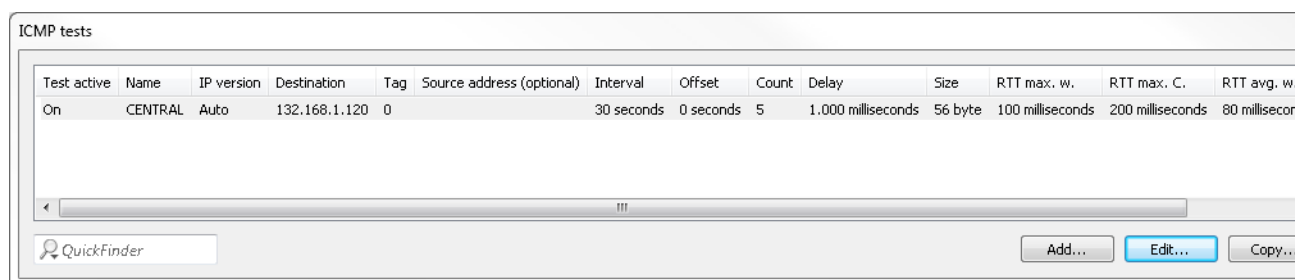 ICMP tests
Test active Name IP version Destination Tag Source address (optional) Interval Offset Count Delay Size RTT max. w. RTT max. C. RTT avg. w.
On CENTRAL Auto 132.168.1.120 0 30 seconds 0 seconds 5 1.000 milliseconds 56 byte 100 milliseconds 200 milliseconds 80 millisecon
QuickFinder Add... Edit... Copy...